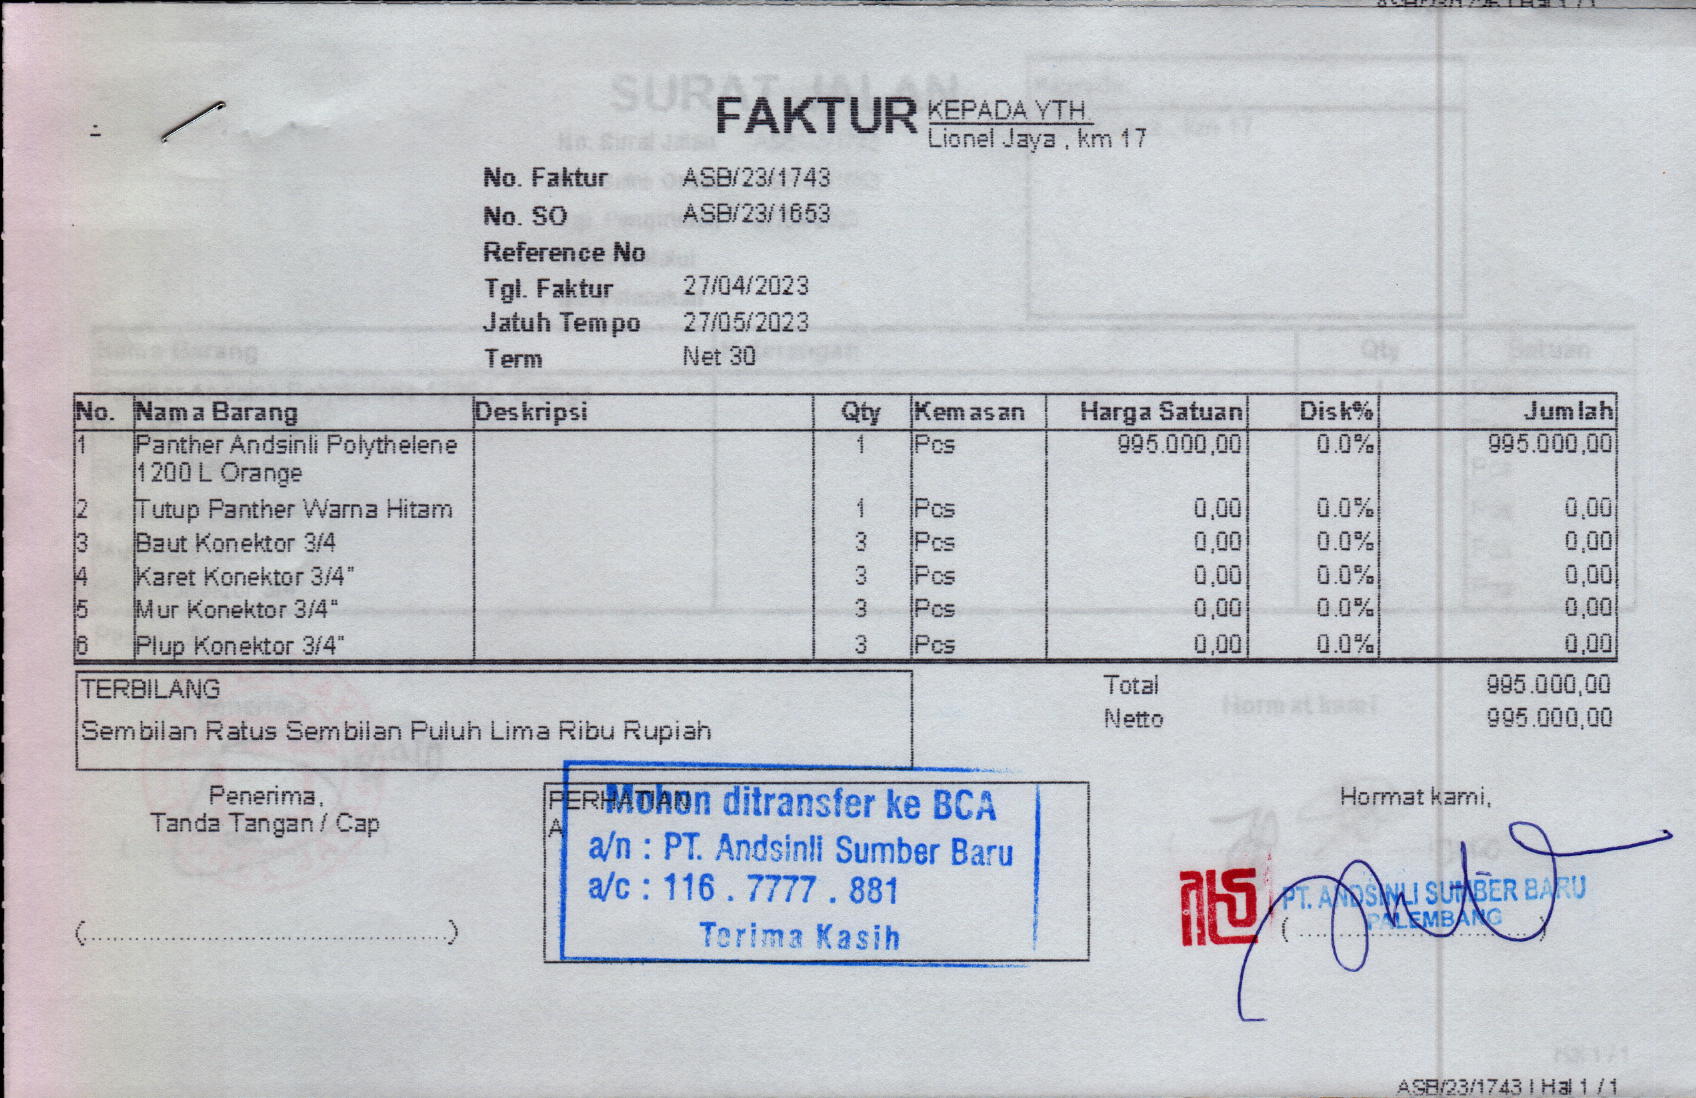 FAKTUR
KEPADA YTH.
Lionel Jaya , km 17
No. Faktur ASB/23/1743
No. SO ASB/23/1653
Reference No
Tgl. Faktur 27/04/2023
Jatuh Tempo 27/05/2023
Term Net 30
No. Nama Barang Deskripsi Qty Kemasan Harga Satuan Disk% Jumlah
1 Panther Andsinli Polythelene 1 Pcs 995.000,00 0.0% 995.000,00
1200 L Orange
2 Tutup Panther Warna Hitam 1 Pcs 0,00 0.0% 0,00
3 Baut Konektor 3/4 3 Pcs 0,00 0.0% 0,00
4 Karet Konektor 3/4" 3 Pcs 0,00 0.0% 0,00
5 Mur Konektor 3/4" 3 Pcs 0,00 0.0% 0,00
6 Plup Konektor 3/4" 3 Pcs 0,00 0.0% 0,00
TERBILANG
Sembilan Ratus Sembilan Puluh Lima Ribu Rupiah
Total 995.000,00
Netto 995.000,00
Penerima,
Tanda Tangan / Cap
PERHATIAN
A
Mohon ditransfer ke BCA
a/n : PT. Andsinli Sumber Baru
a/c : 116 . 7777 . 881
Terima Kasih
Hormat kami,
PT. ANDSINLI SUMBER BARU
PALEMBANG
ASB/23/1743 | Hal 1 / 1